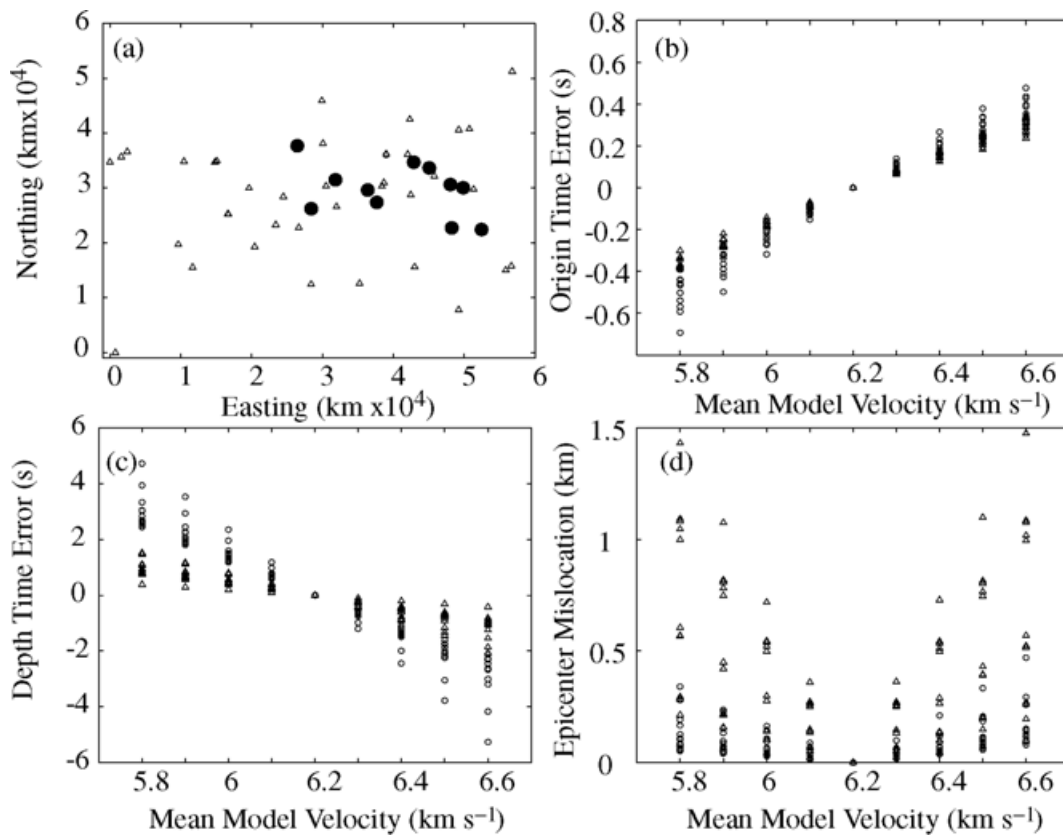 (a)
Northing (kmx10⁴)
6
5
4
3
2
1
0
0 1 2 3 4 5 6
Easting (km x10⁴)
(b)
Origin Time Error (s)
0.8
0.6
0.4
0.2
0
-0.2
-0.4
-0.6
5.8 6 6.2 6.4 6.6
Mean Model Velocity (km s⁻¹)
(c)
Depth Time Error (s)
6
4
2
0
-2
-4
-6
5.8 6 6.2 6.4 6.6
Mean Model Velocity (km s⁻¹)
(d)
Epicenter Mislocation (km)
1.5
1
0.5
0
5.8 6 6.2 6.4 6.6
Mean Model Velocity (km s⁻¹)